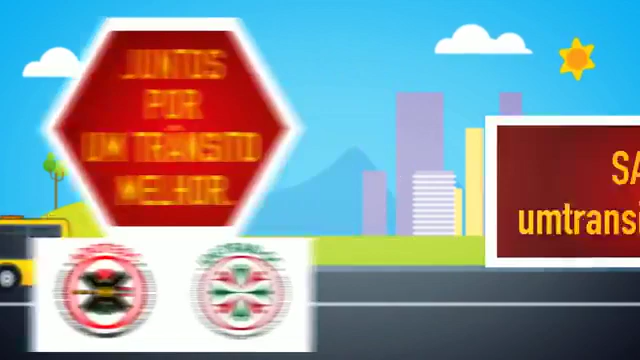 JUNTOS
POR
UM TRÂNSITO
MELHOR.
SA
umtransi